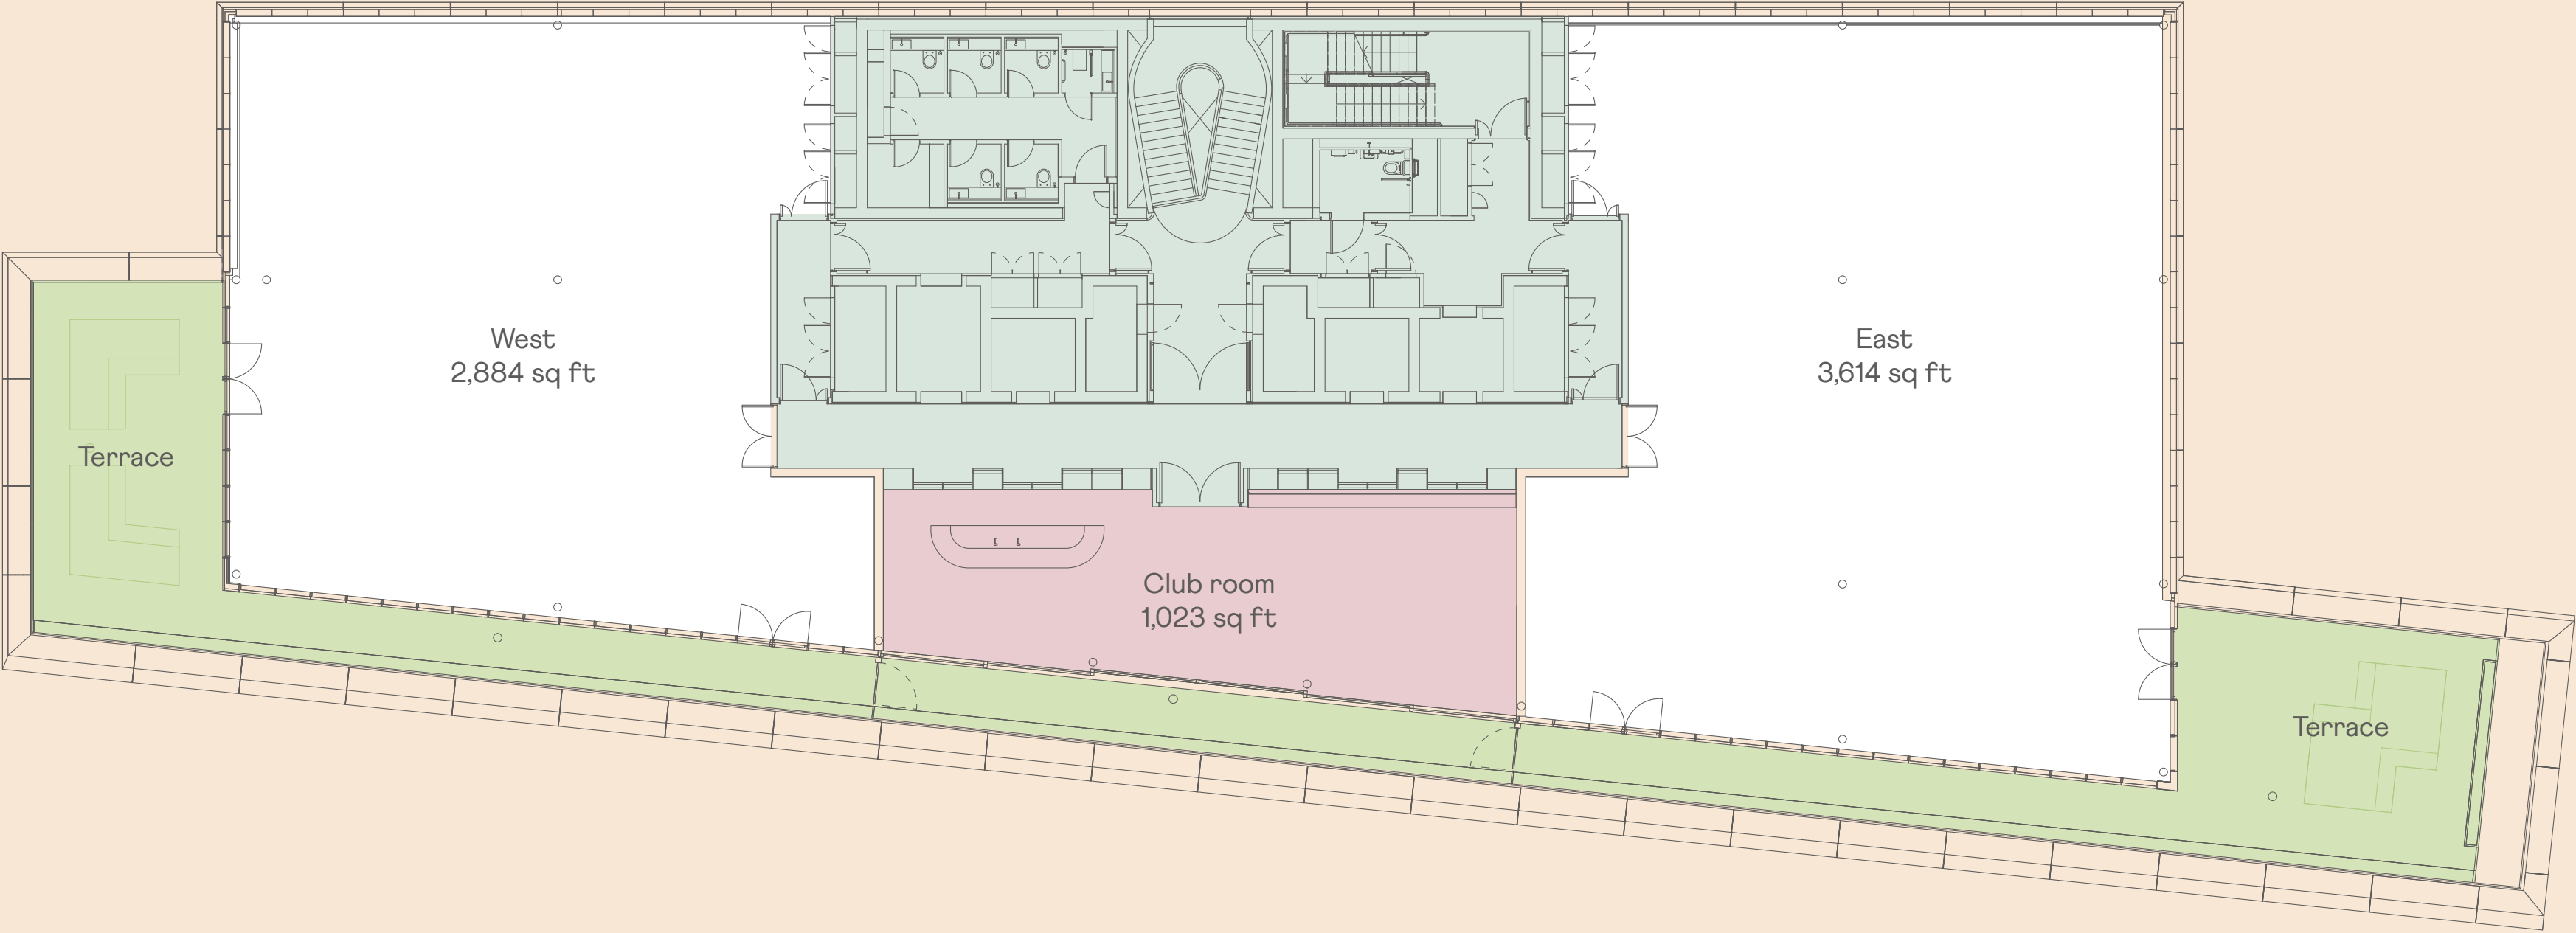 West
2,884 sq ft
East
3,614 sq ft
Terrace
Club room
1,023 sq ft
Terrace